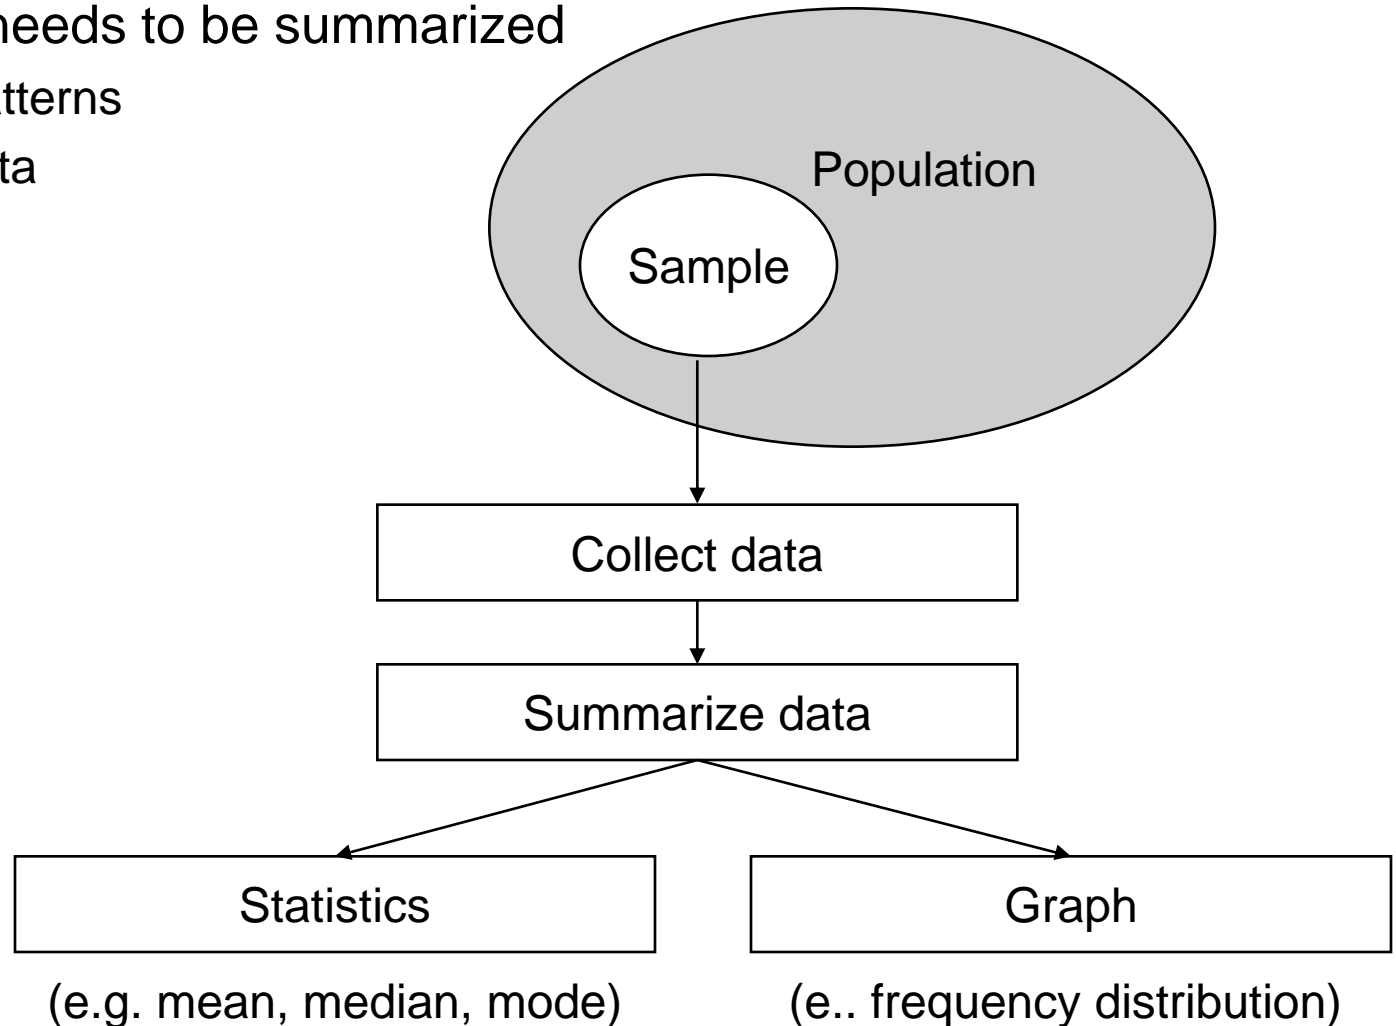 needs to be summarized
tterns
ta
Population
Sample
Collect data
Summarize data
Statistics
Graph
(e.g. mean, median, mode)
(e.. frequency distribution)